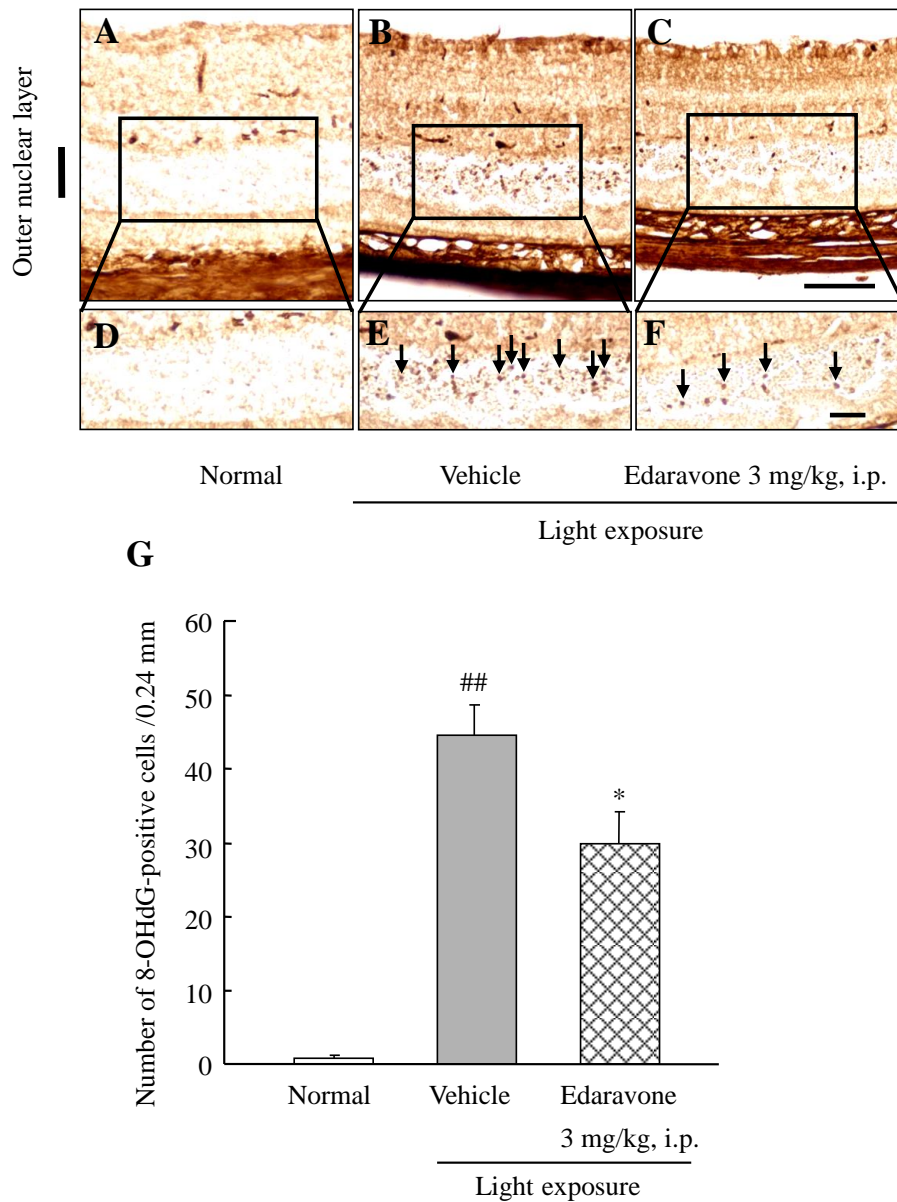 A
B
C
Outer nuclear layer
D
E
F
Normal
Vehicle
Edaravone 3 mg/kg, i.p.
Light exposure
G
Number of 8-OHdG-positive cells /0.24 mm
60
50
40
30
20
10
0
##
*
Normal
Vehicle
Edaravone
3 mg/kg, i.p.
Light exposure